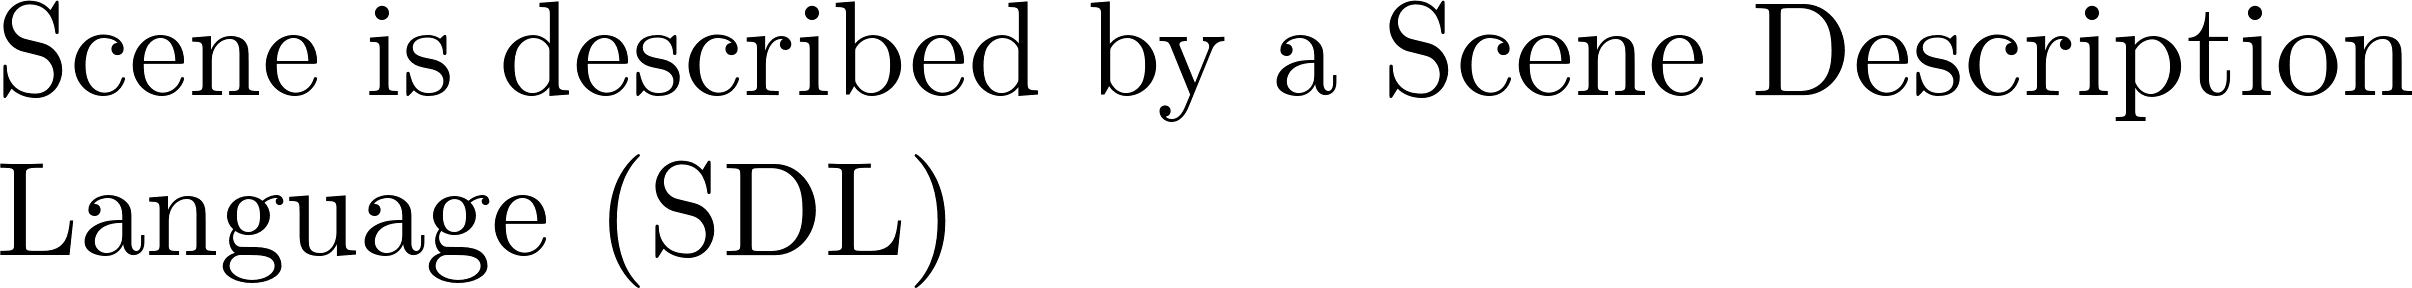 Scene is described by a Scene Description
Language (SDL)